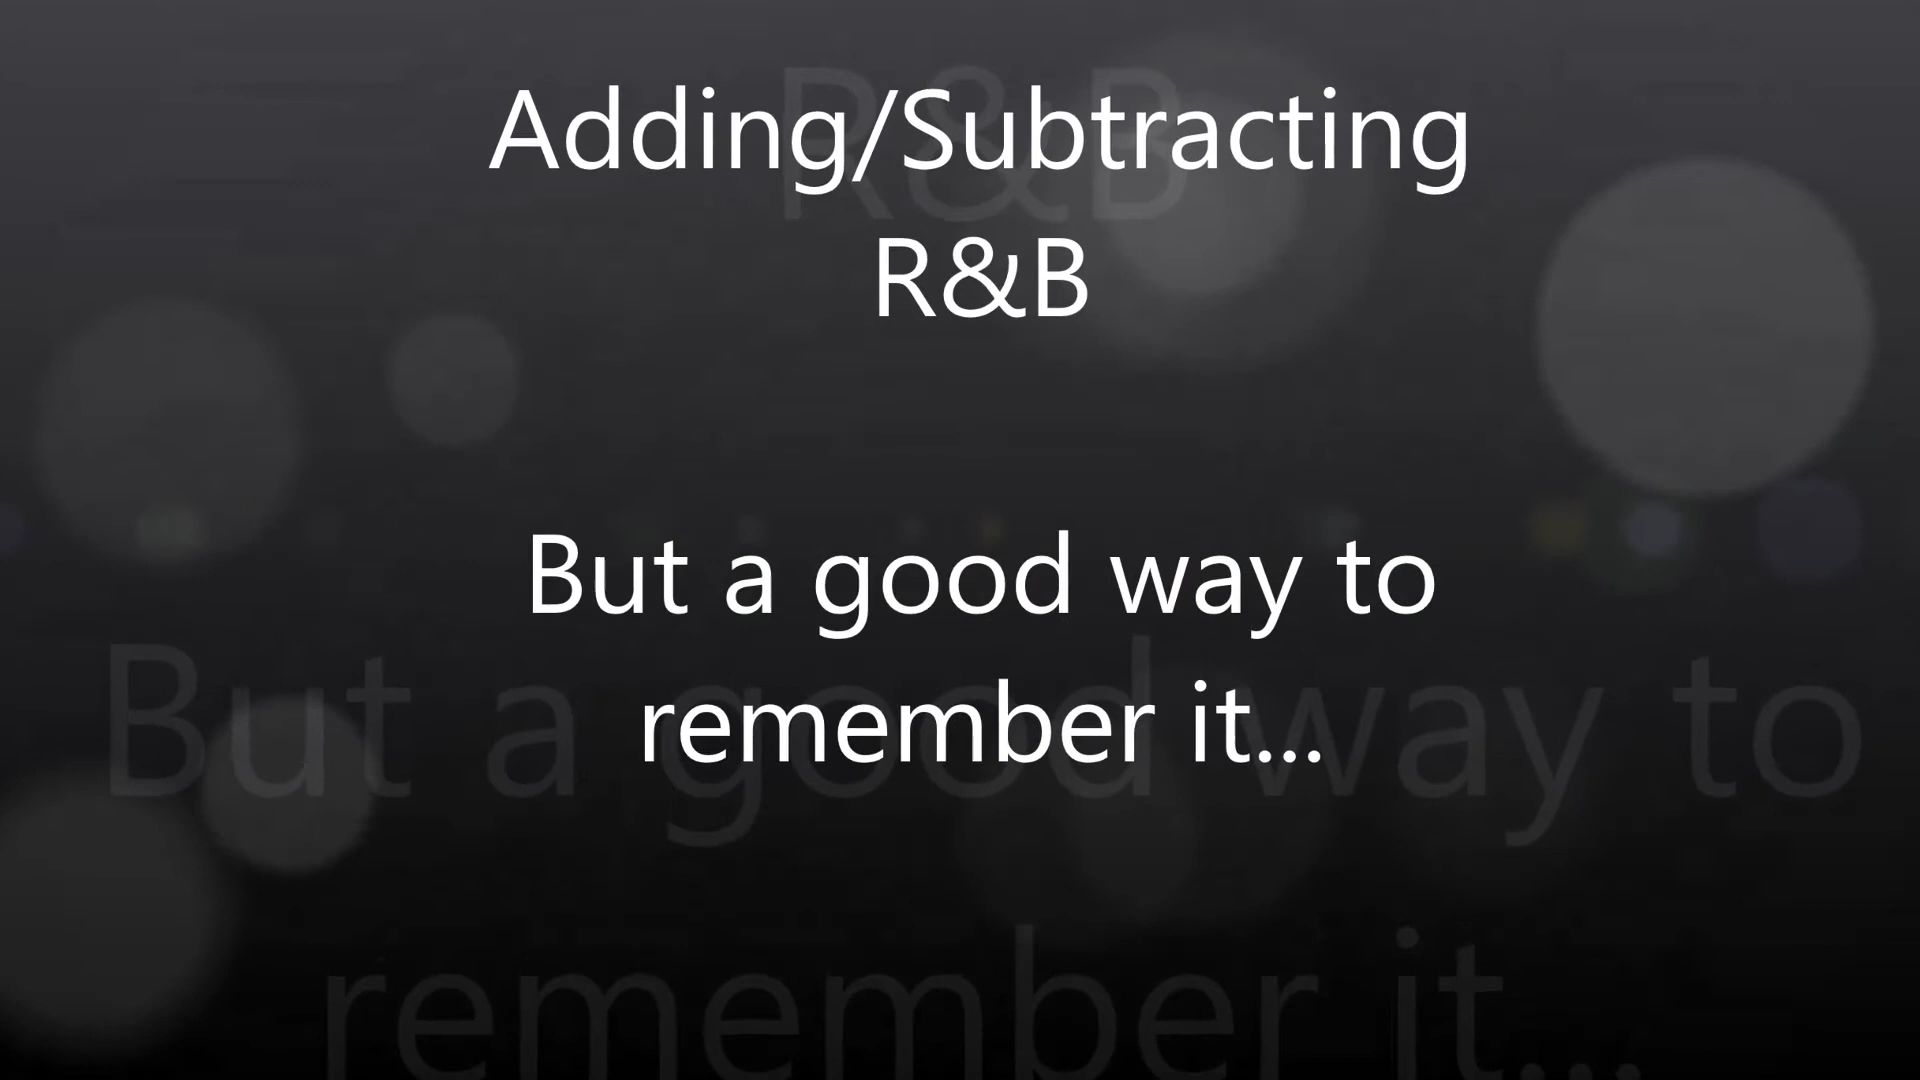 Adding/Subtracting
R&B
But a good way to
remember it...